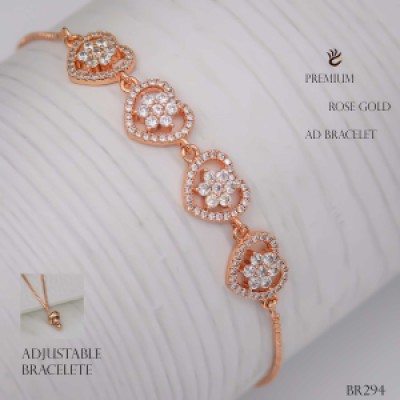 PREMIUM
ROSE GOLD
AD BRACELET
ADJUSTABLE
BRACELETE
BR294